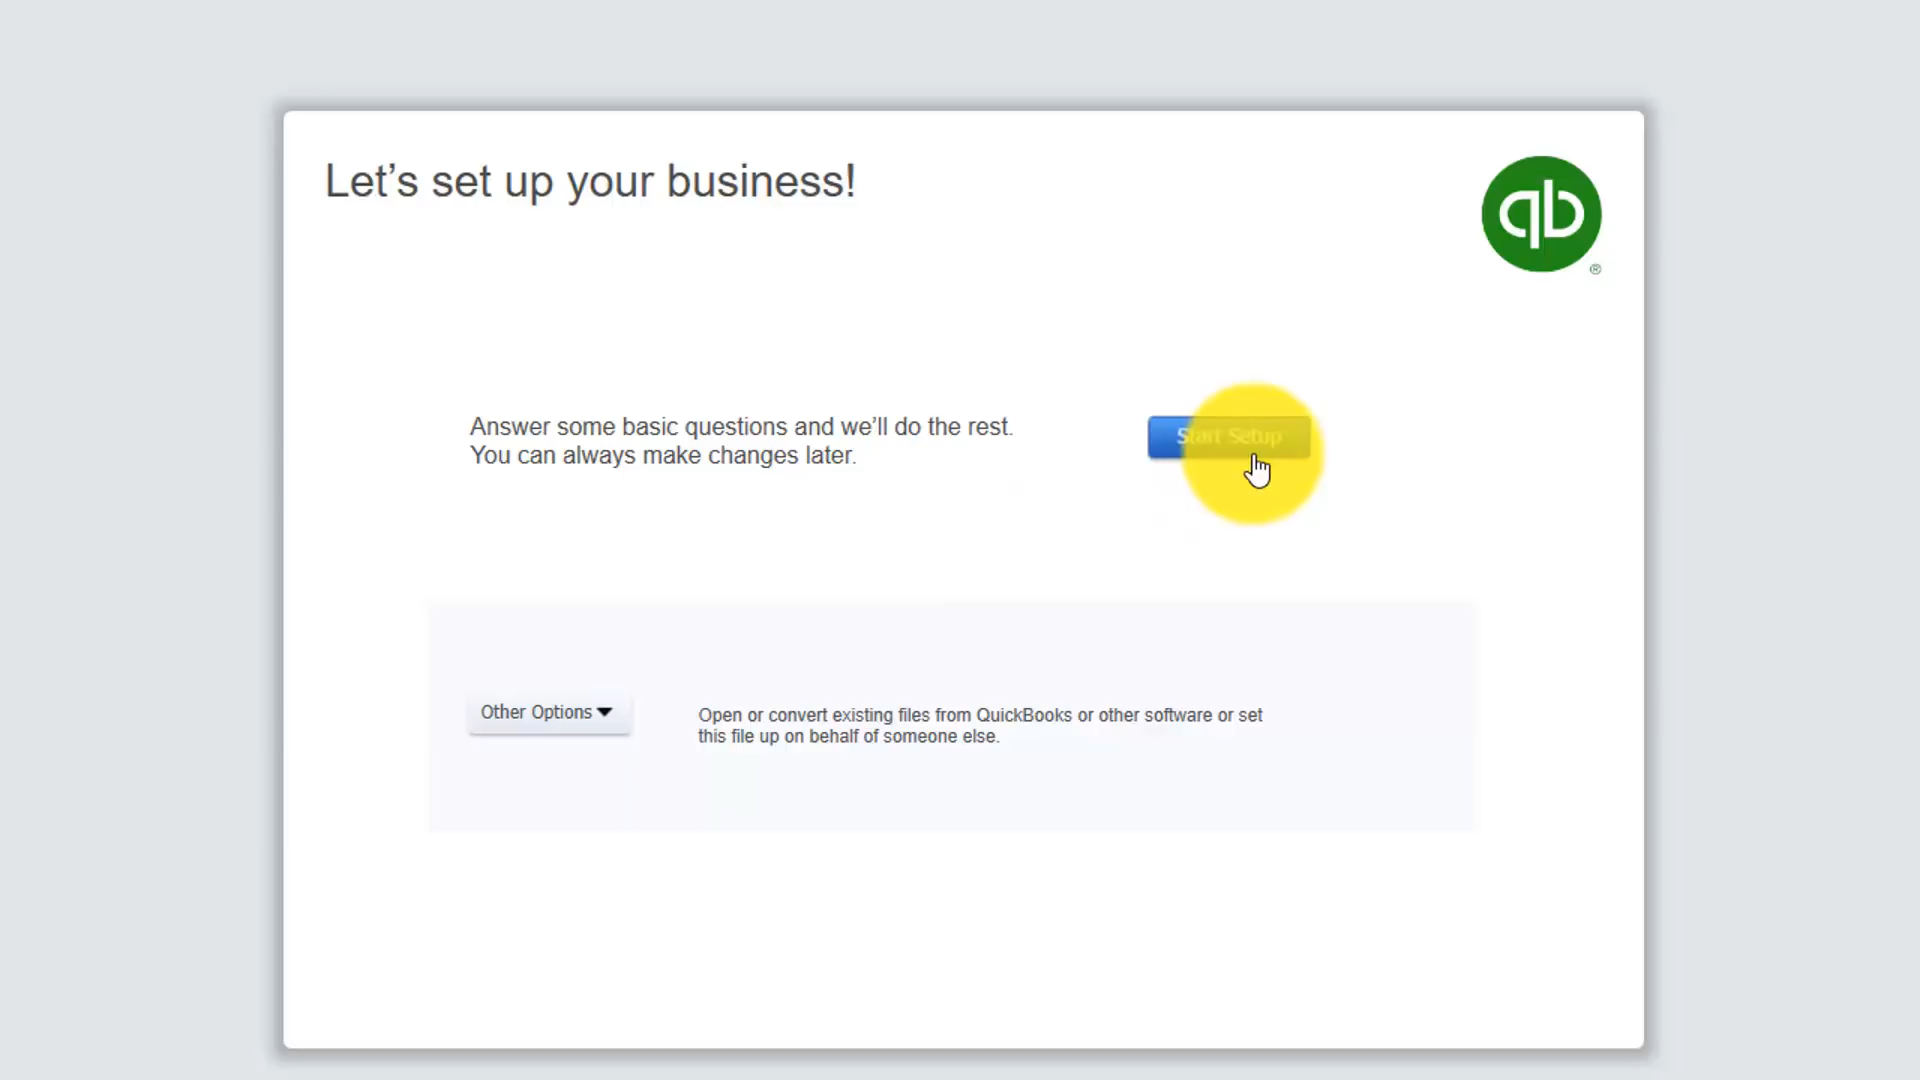 Let’s set up your business!
qb
®
Answer some basic questions and we’ll do the rest.
You can always make changes later.
Start Setup
Other Options
Open or convert existing files from QuickBooks or other software or set
this file up on behalf of someone else.